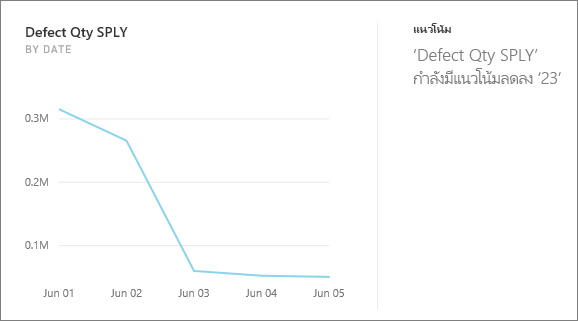 Defect Qty SPLY
BY DATE
0.3M
0.2M
0.1M
Jun 01 Jun 02 Jun 03 Jun 04 Jun 05
แนวโน้ม
‘Defect Qty SPLY’
กำลังมีแนวโน้มลดลง ‘23’